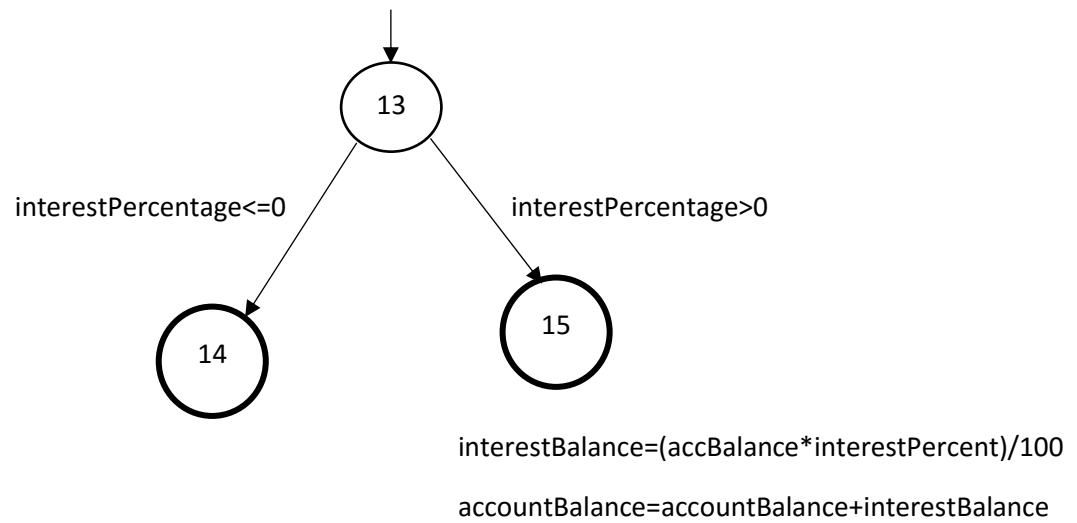 13
interestPercentage<=0
interestPercentage>0
14
15
interestBalance=(accBalance*interestPercent)/100
accountBalance=accountBalance+interestBalance